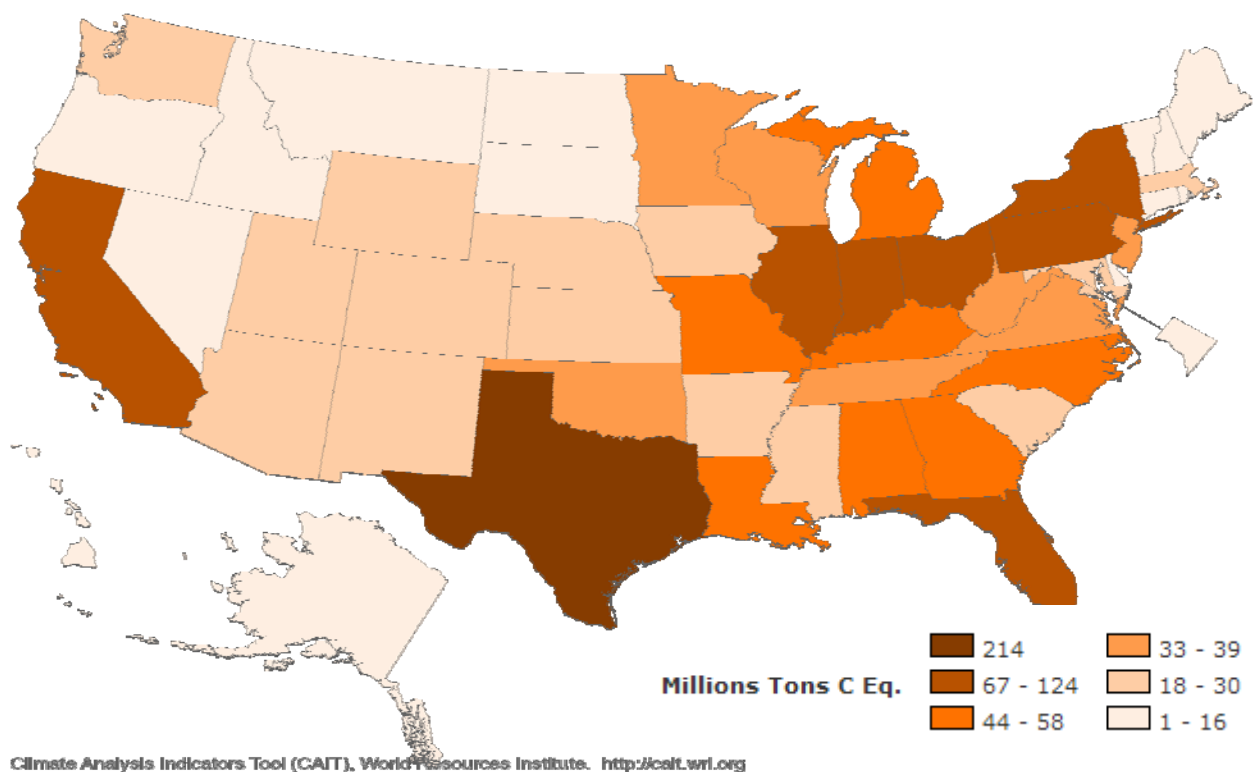 214
33 - 39
Millions Tons C Eq.
67 - 124
18 - 30
44 - 58
1 - 16
Climate Analysis Indicators Tool (CAIT), World Resources Institute. http://cait.wri.org